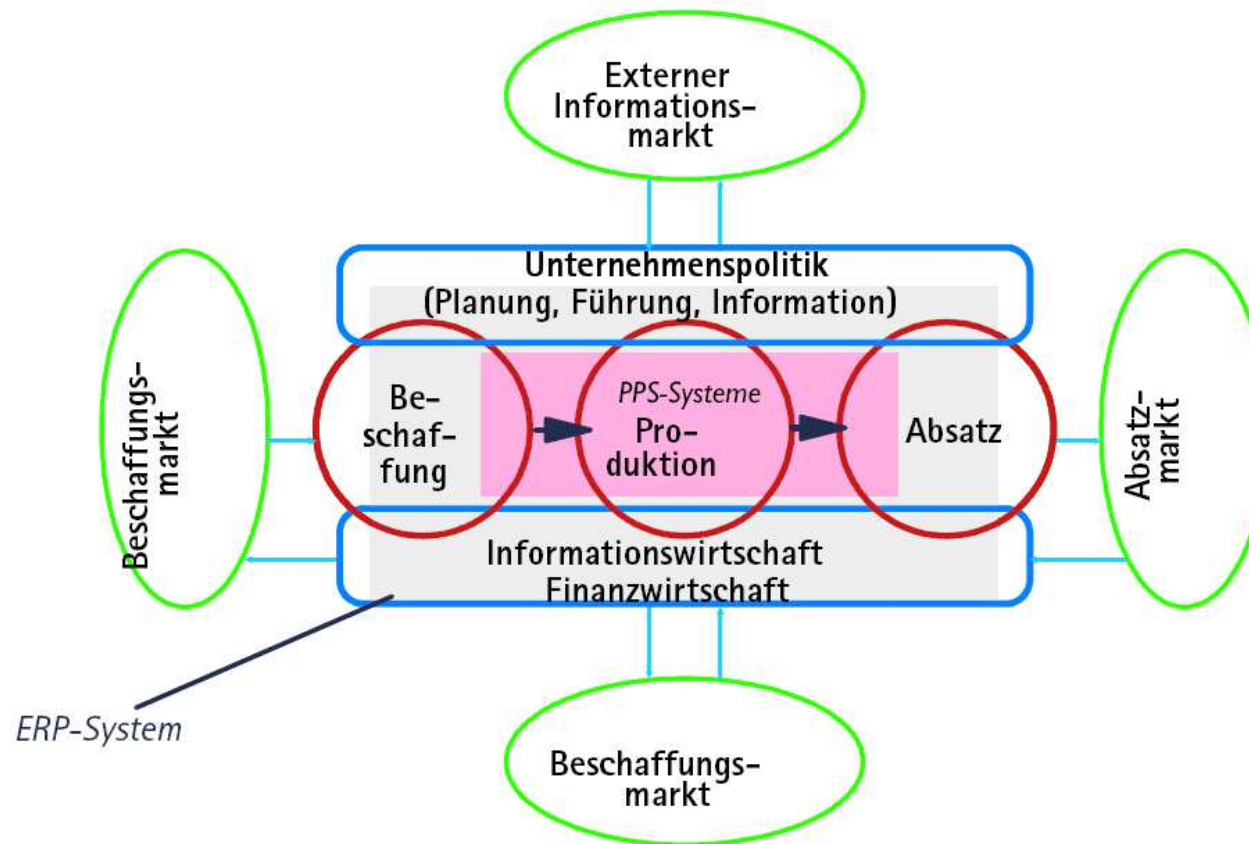 Externer
Informations-
markt
Unternehmenspolitik
(Planung, Führung, Information)
Beschaffungs-
markt
Be-
schaf-
fung
PPS-Systeme
Pro-
duktion
Absatz
Absatz-
markt
Informationswirtschaft
Finanzwirtschaft
ERP-System
Beschaffungs-
markt